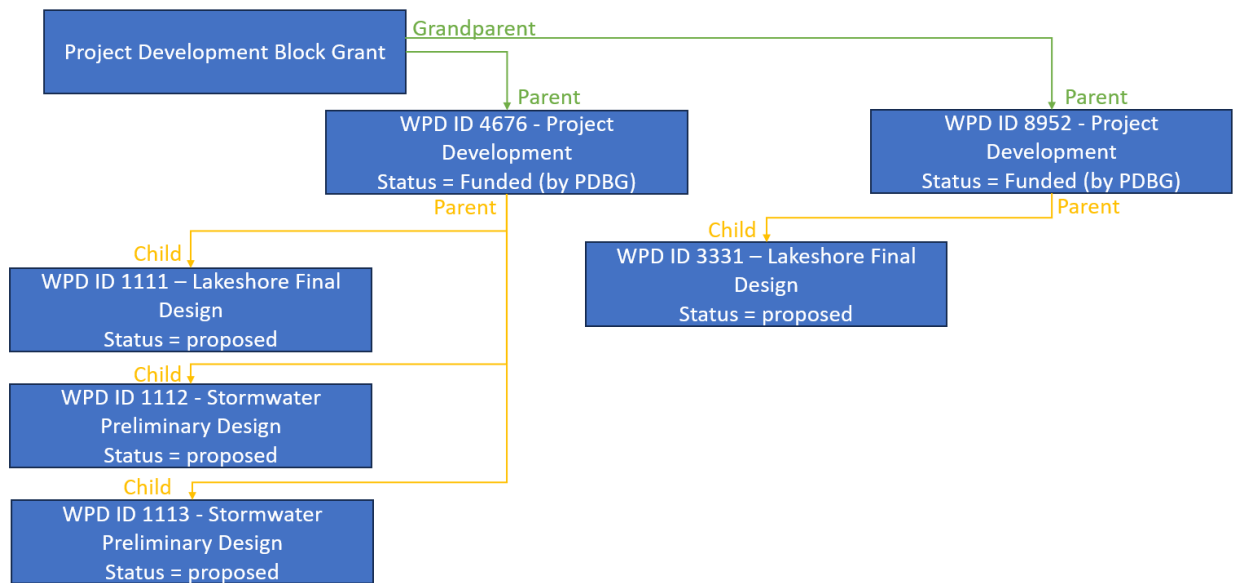 Project Development Block Grant
Grandparent
Parent
WPD ID 4676 - Project
Development
Status = Funded (by PDBG)
Parent
Parent
WPD ID 8952 - Project
Development
Status = Funded (by PDBG)
Parent
Child
WPD ID 1111 – Lakeshore Final
Design
Status = proposed
Child
WPD ID 3331 – Lakeshore Final
Design
Status = proposed
Child
WPD ID 1112 - Stormwater
Preliminary Design
Status = proposed
Child
WPD ID 1113 - Stormwater
Preliminary Design
Status = proposed